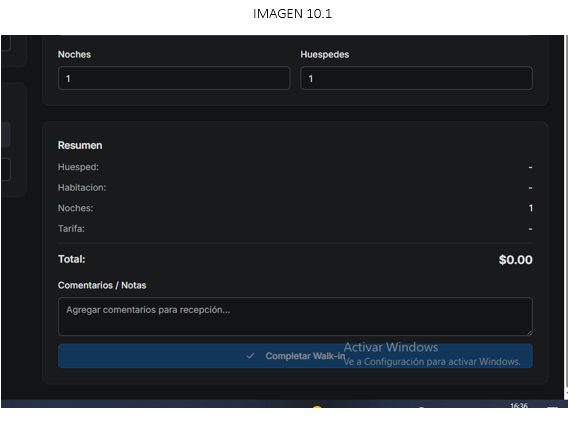 IMAGEN 10.1
Noches
Huespedes
1
1
Resumen
Huesped: -
Habitacion: -
Noches: 1
Tarifa: -
Total: $0.00
Comentarios / Notas
Agregar comentarios para recepción...
Completar Walk-in
Activar Windows
Ve a Configuración para activar Windows.
16:36